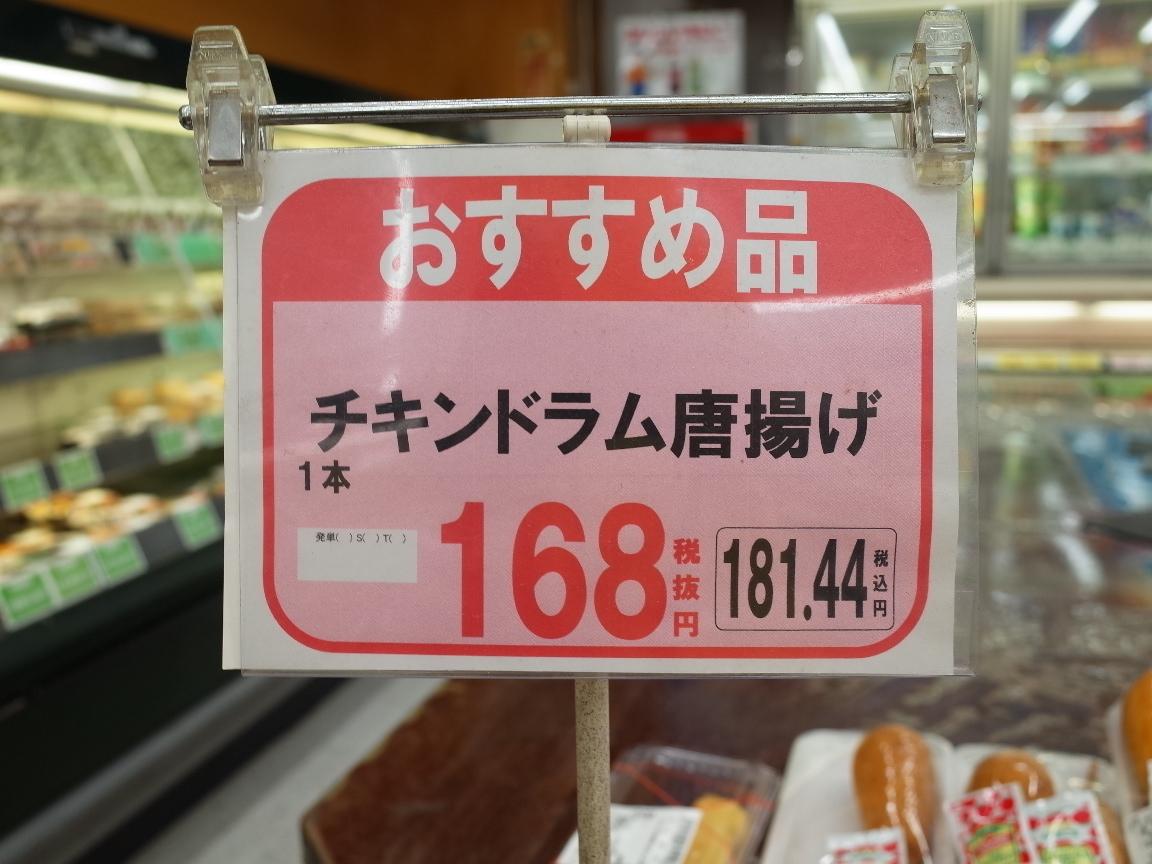 おすすめ品
チキンドラム唐揚げ
1本
発単( ) S( ) T( )
168 税抜円
181.44 税込円